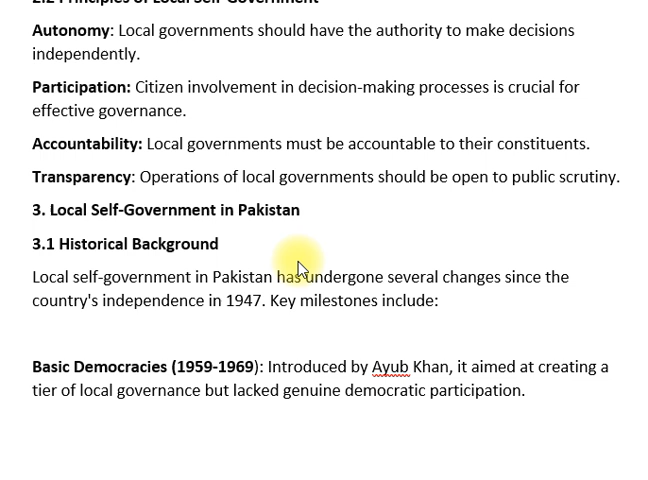 2.2 Principles of Local Self-Government
Autonomy: Local governments should have the authority to make decisions
independently.
Participation: Citizen involvement in decision-making processes is crucial for
effective governance.
Accountability: Local governments must be accountable to their constituents.
Transparency: Operations of local governments should be open to public scrutiny.
3. Local Self-Government in Pakistan
3.1 Historical Background
Local self-government in Pakistan has undergone several changes since the
country's independence in 1947. Key milestones include:
Basic Democracies (1959-1969): Introduced by Ayub Khan, it aimed at creating a
tier of local governance but lacked genuine democratic participation.